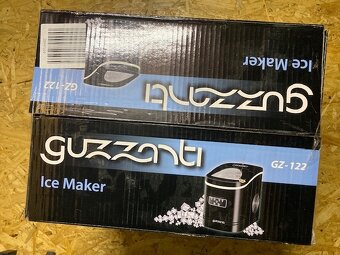 guzzanti
Ice Maker
GZ-122
guzzanti
GZ-122
Ice Maker